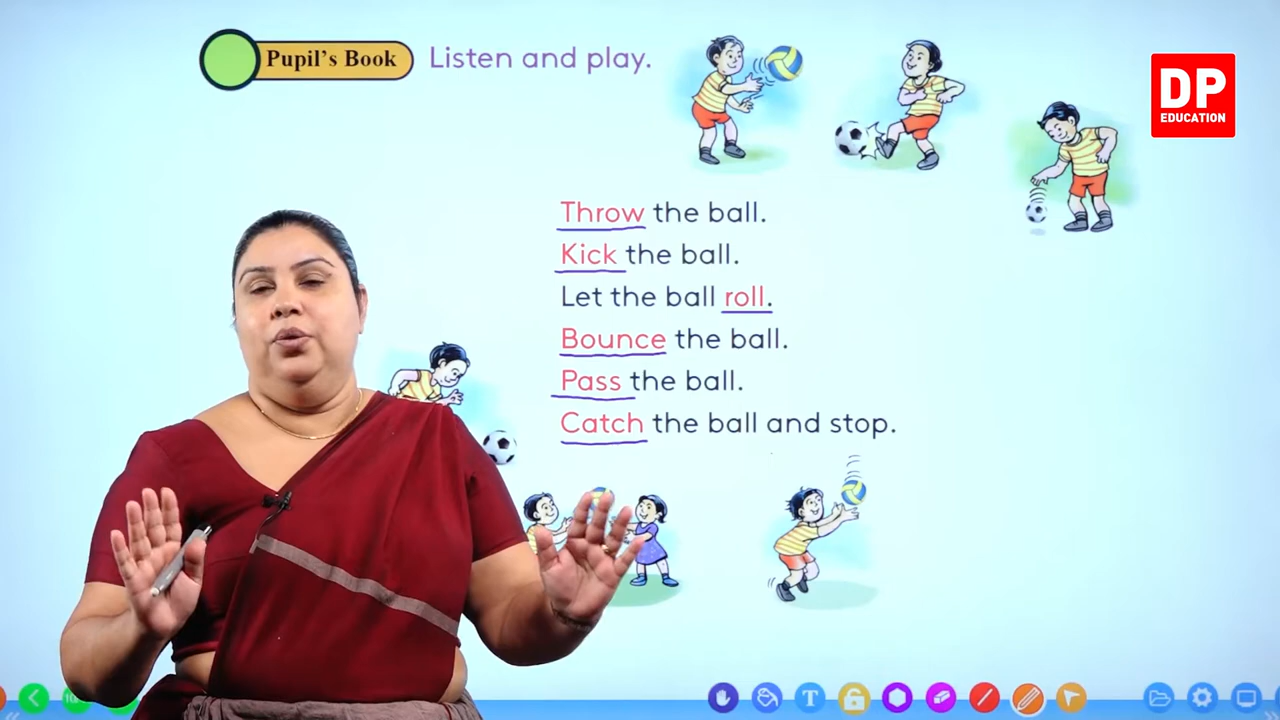 Pupil's Book
Listen and play.
DP
EDUCATION
Throw the ball.
Kick the ball.
Let the ball roll.
Bounce the ball.
Pass the ball.
Catch the ball and stop.
T